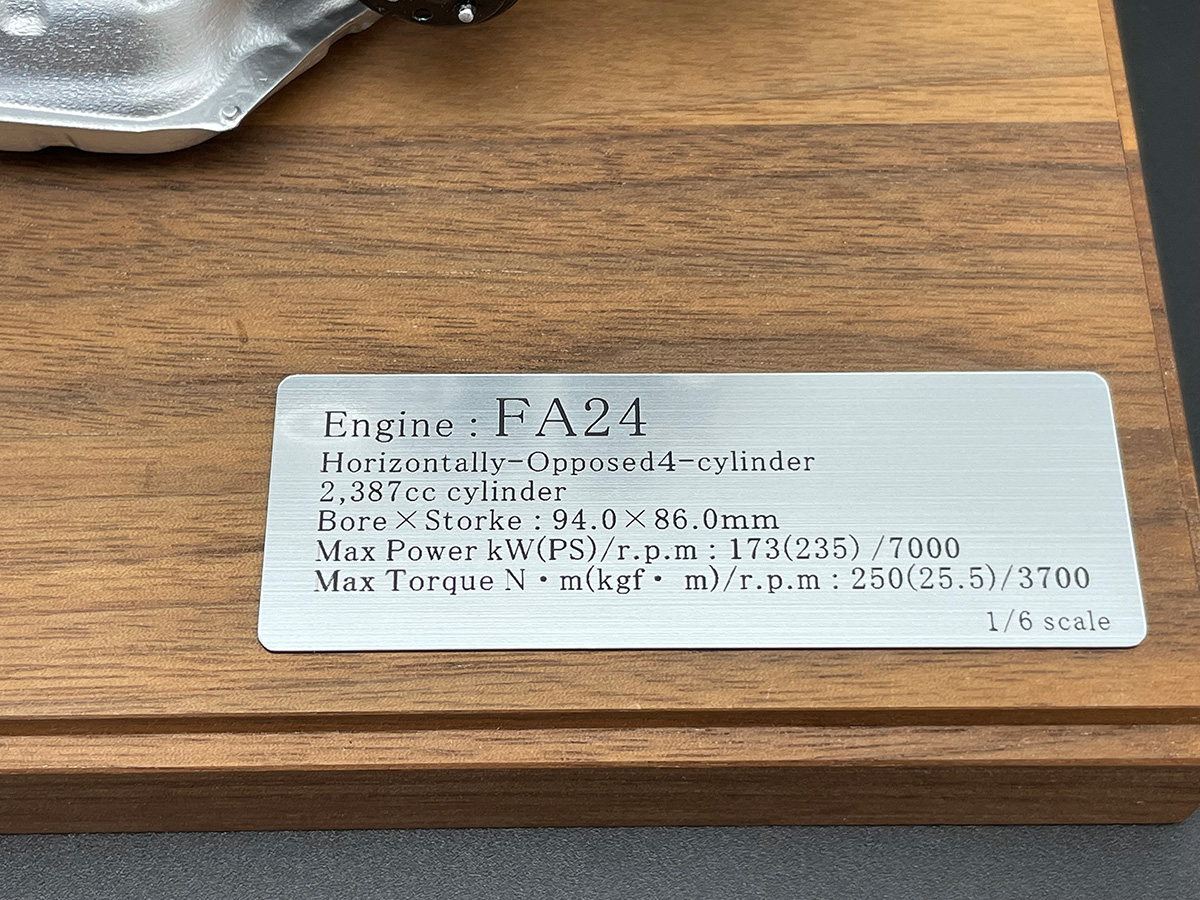 Engine : FA24
Horizontally-Opposed4-cylinder
2,387cc cylinder
Bore×Storke : 94.0×86.0mm
Max Power kW(PS)/r.p.m : 173(235) /7000
Max Torque N・m(kgf・ m)/r.p.m : 250(25.5)/3700
1/6 scale